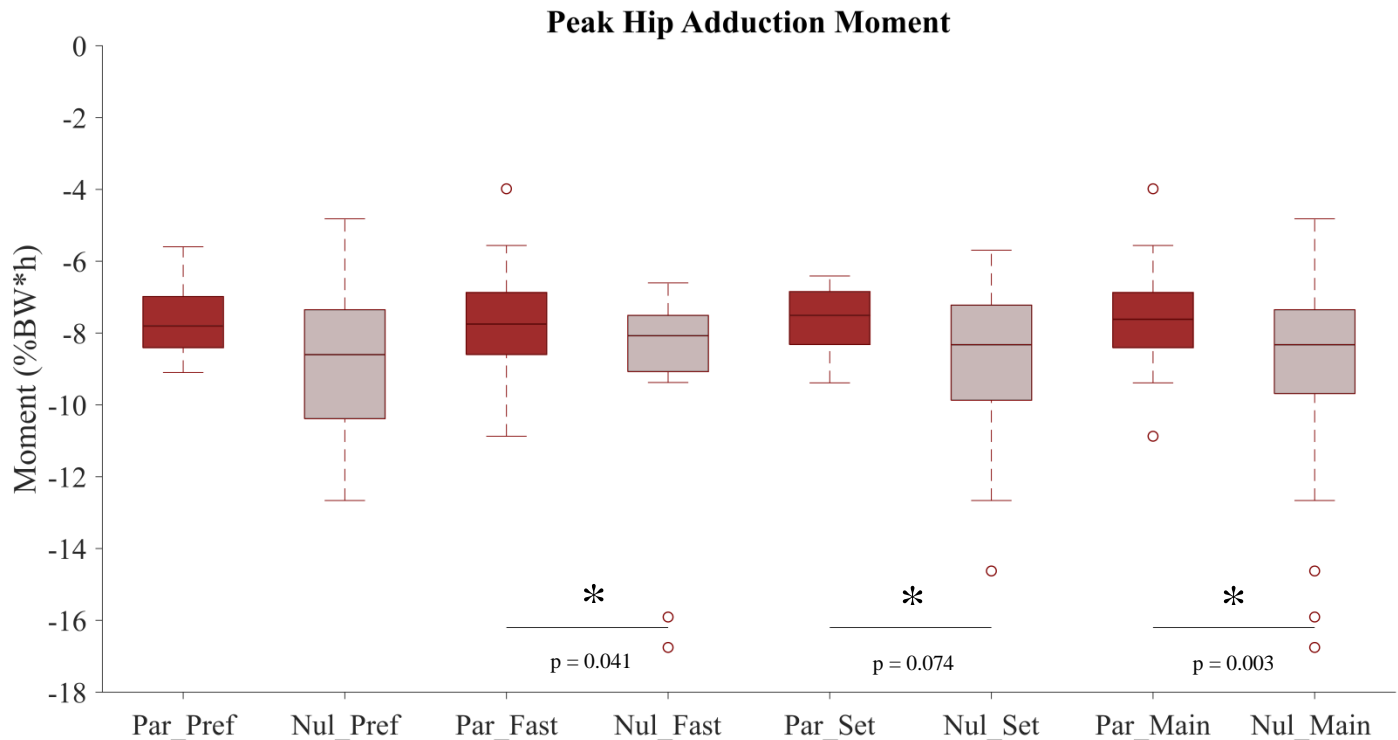 Peak Hip Adduction Moment
Moment (%BW*h)
0
-2
-4
-6
-8
-10
-12
-14
-16
-18
* * *
p = 0.041 p = 0.074 p = 0.003
Par_Pref Nul_Pref Par_Fast Nul_Fast Par_Set Nul_Set Par_Main Nul_Main